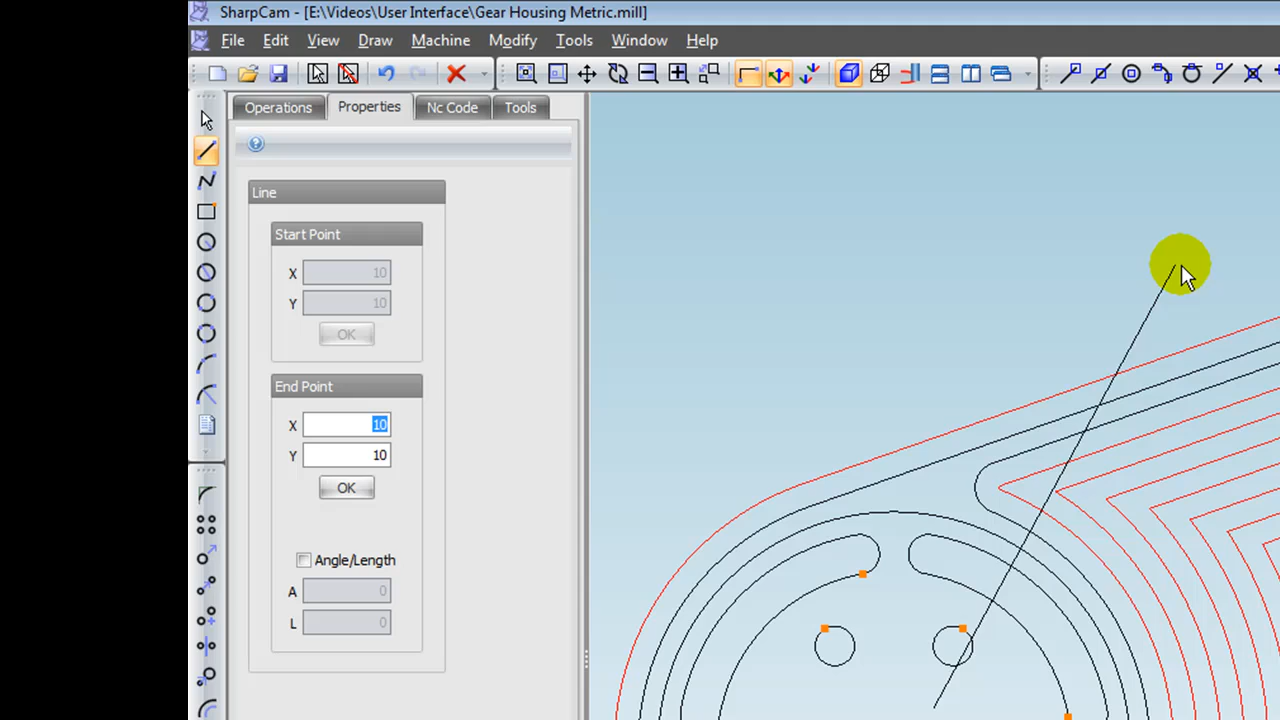 SharpCam - [E:\Videos\User Interface\Gear Housing Metric.mill]
File Edit View Draw Machine Modify Tools Window Help
Operations Properties Nc Code Tools
Line
Start Point
X 10
Y 10
OK
End Point
X 10
Y 10
OK
Angle/Length
A 0
L 0